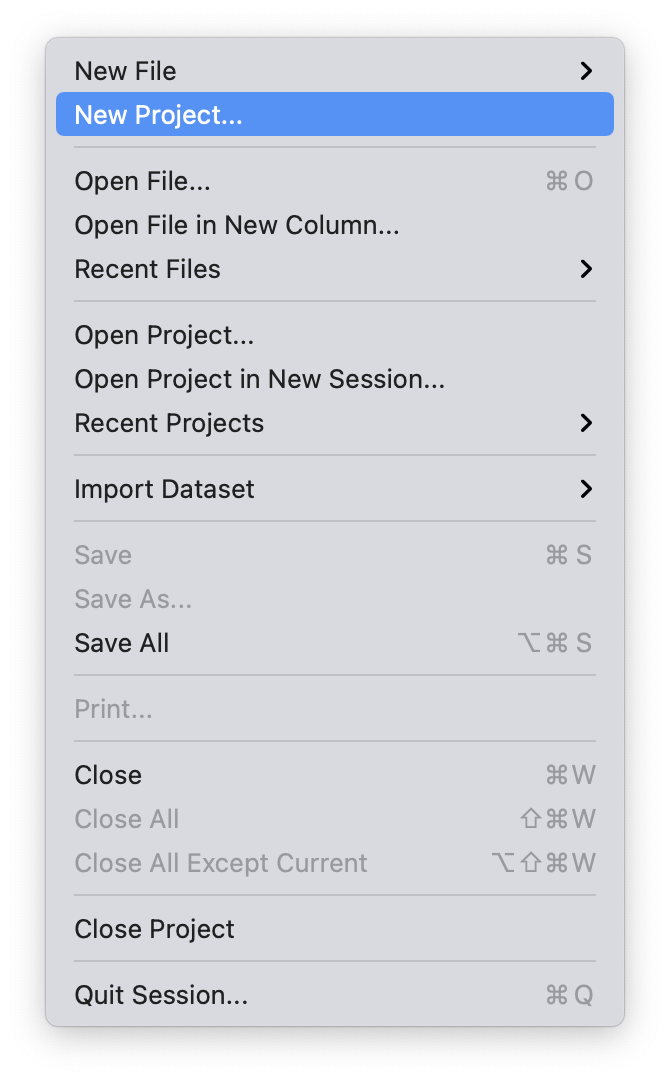 New File
New Project...
Open File... ⌘ O
Open File in New Column...
Recent Files
Open Project...
Open Project in New Session...
Recent Projects
Import Dataset
Save ⌘ S
Save As...
Save All ⌥⌘ S
Print...
Close ⌘W
Close All ⇧⌘W
Close All Except Current ⌥⇧⌘W
Close Project
Quit Session... ⌘ Q